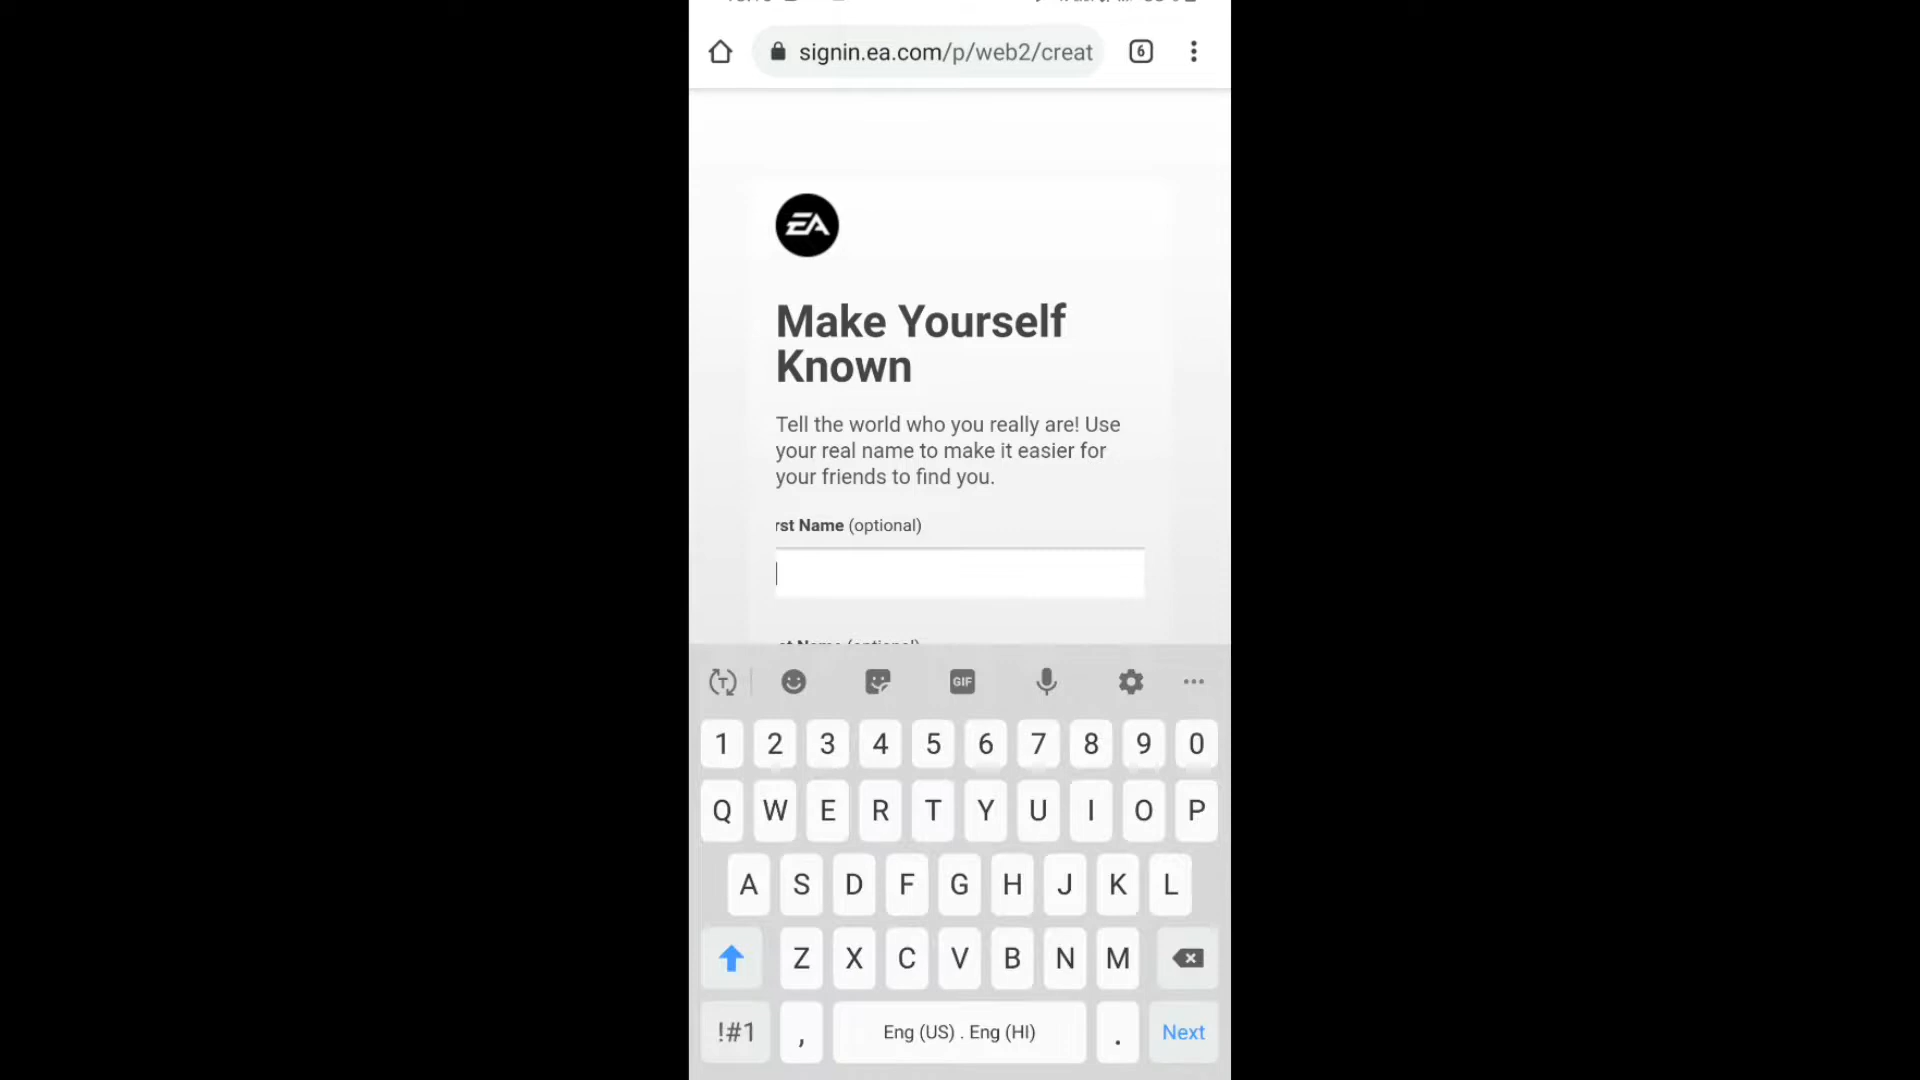 signin.ea.com/p/web2/creat
6
EA
Make Yourself
Known
Tell the world who you really are! Use
your real name to make it easier for
your friends to find you.
rst Name (optional)
GIF
1 2 3 4 5 6 7 8 9 0
Q W E R T Y U I O P
A S D F G H J K L
Z X C V B N M
!#1 , Eng (US) . Eng (HI) . Next